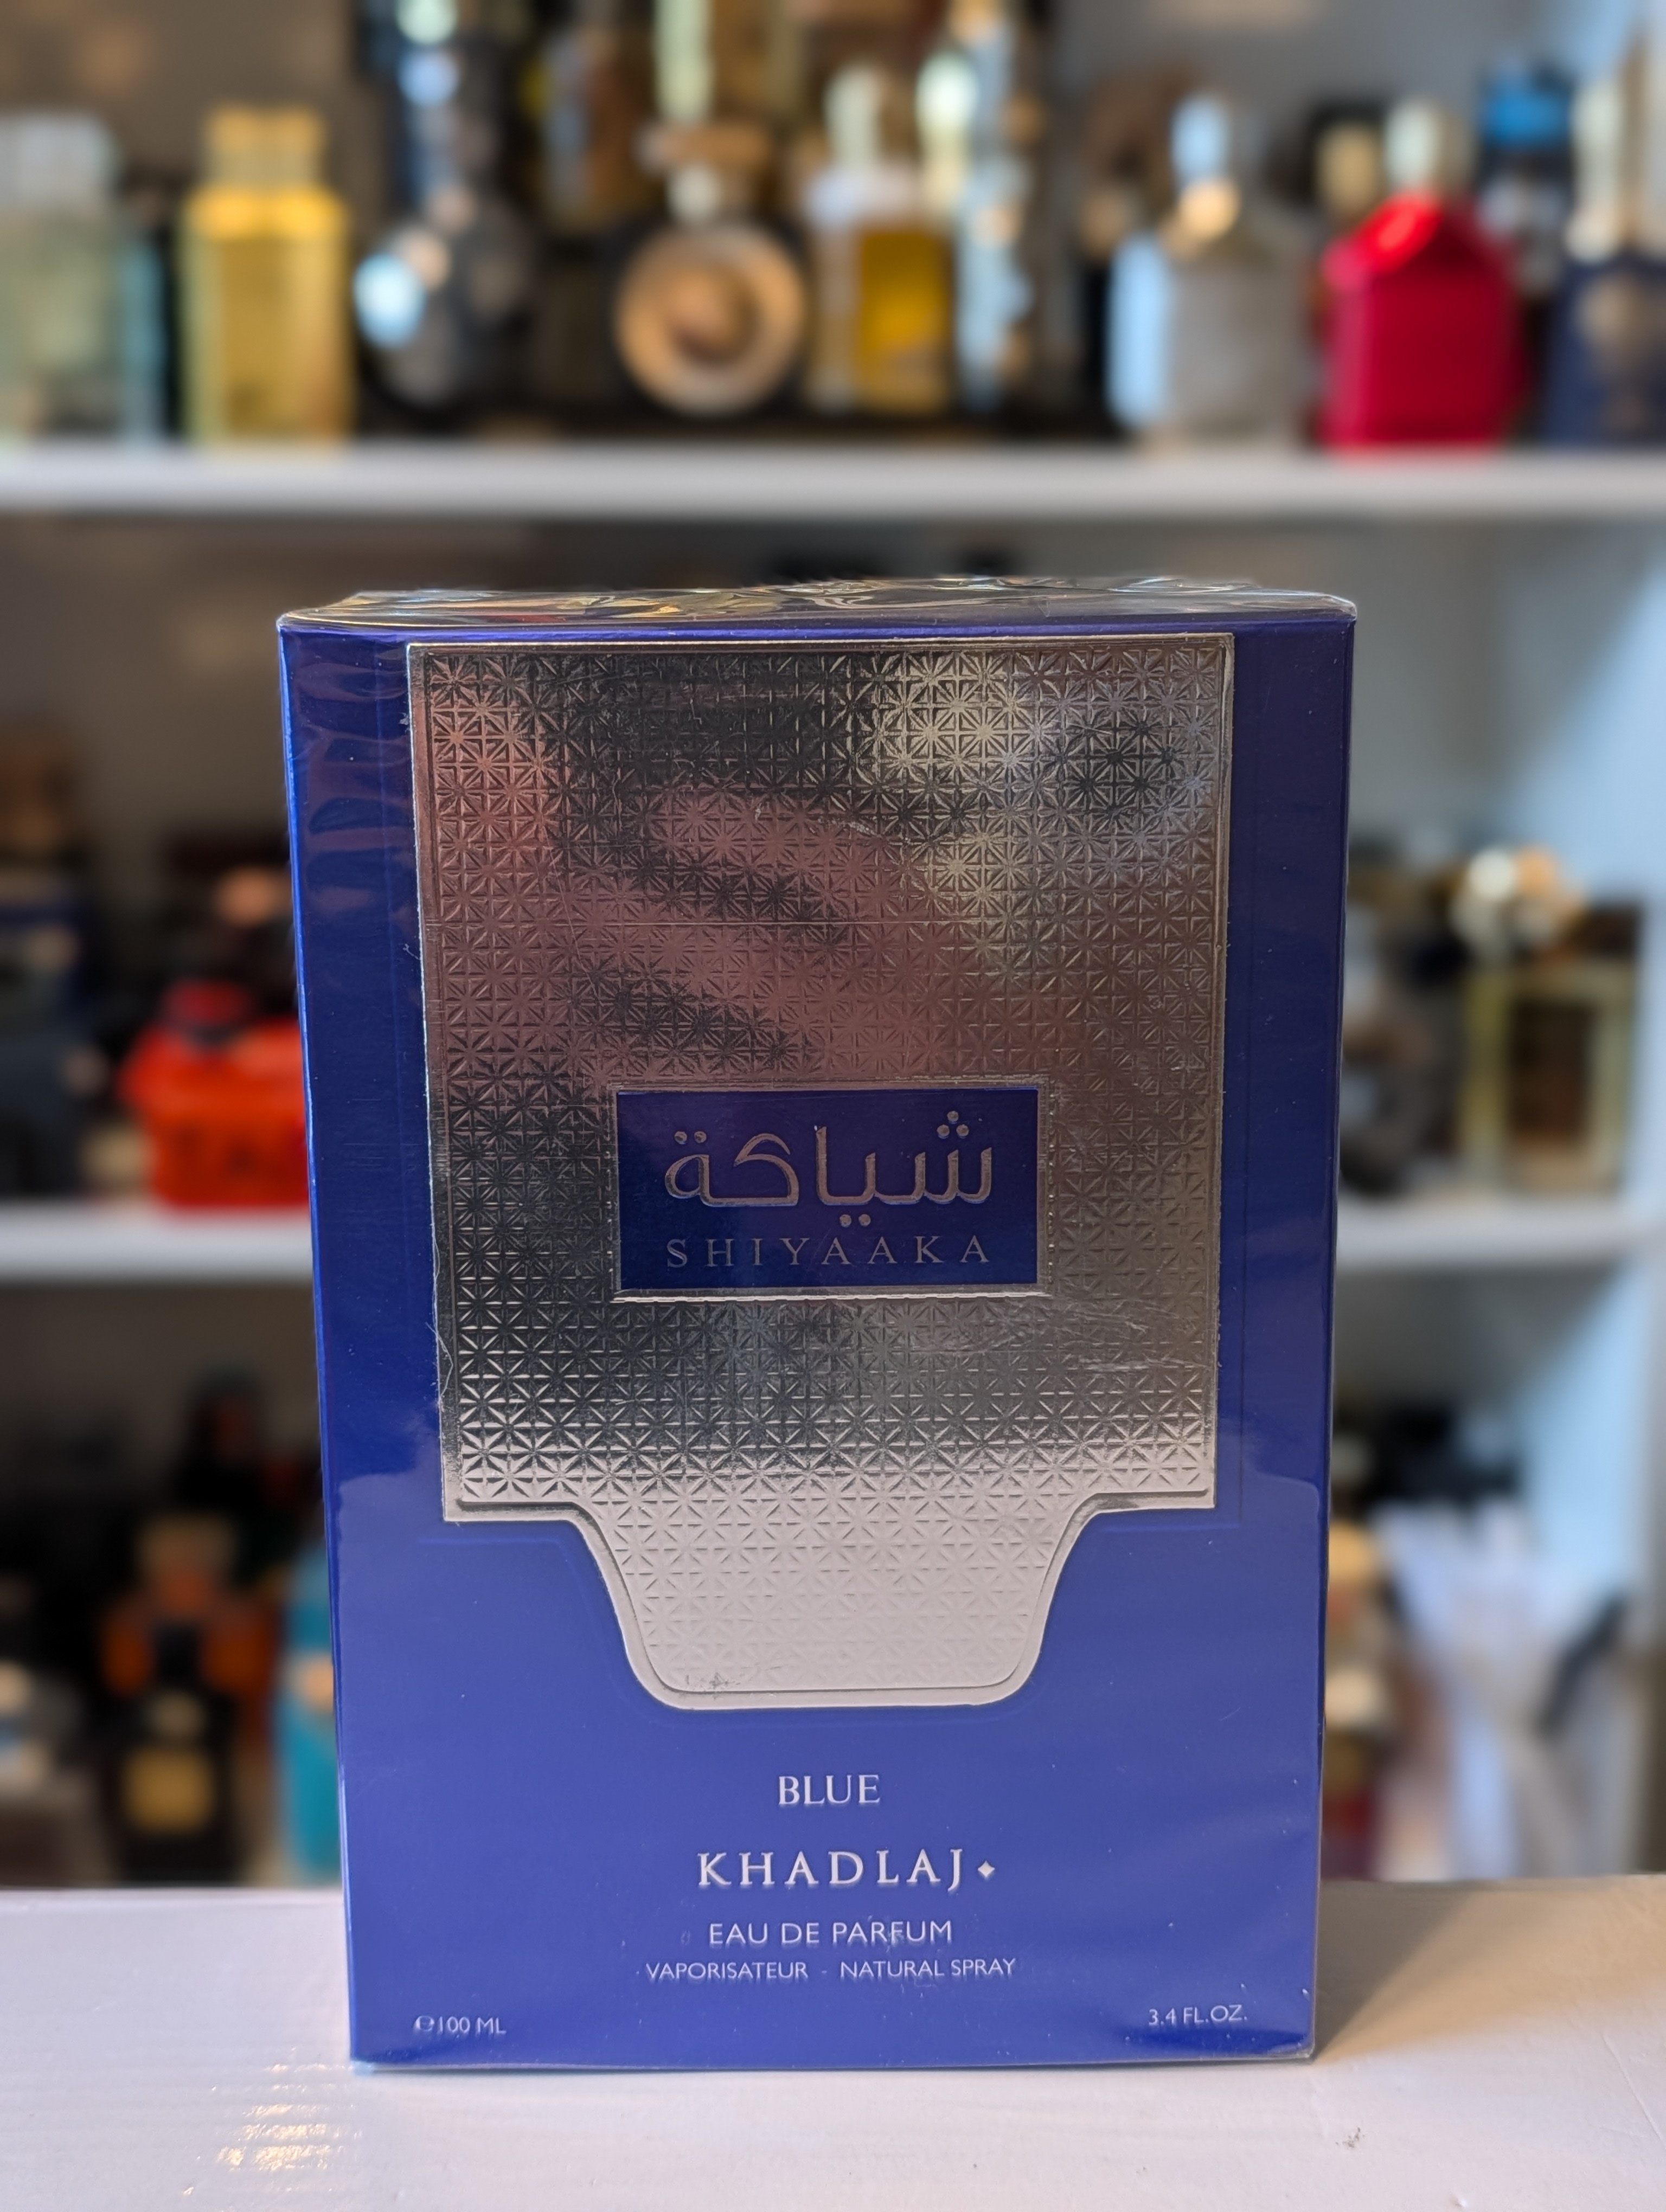 شياكة
SHIYAAKA
BLUE
KHADLAJ
EAU DE PARFUM
VAPORISATEUR - NATURAL SPRAY
℮100 ML
3.4 FL.OZ.